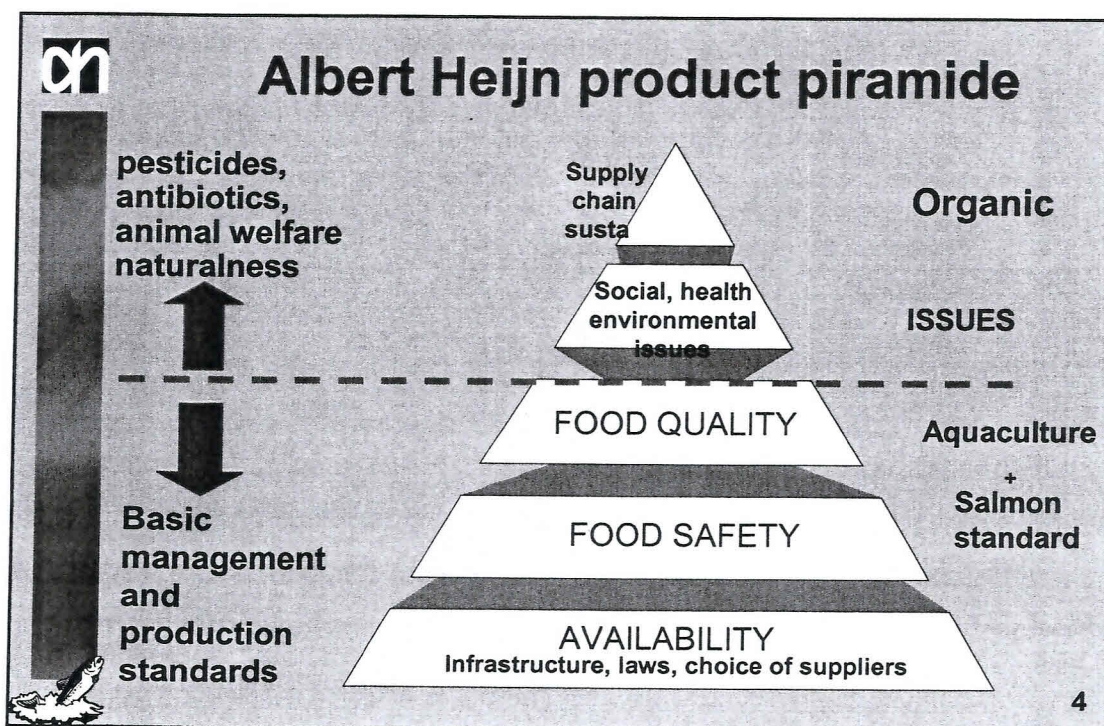 ah
Albert Heijn product piramide
pesticides,
antibiotics,
animal welfare
naturalness
Basic
management
and
production
standards
Supply
chain
susta
Social, health
environmental
issues
FOOD QUALITY
FOOD SAFETY
AVAILABILITY
Infrastructure, laws, choice of suppliers
Organic
ISSUES
Aquaculture
+
Salmon
standard
4